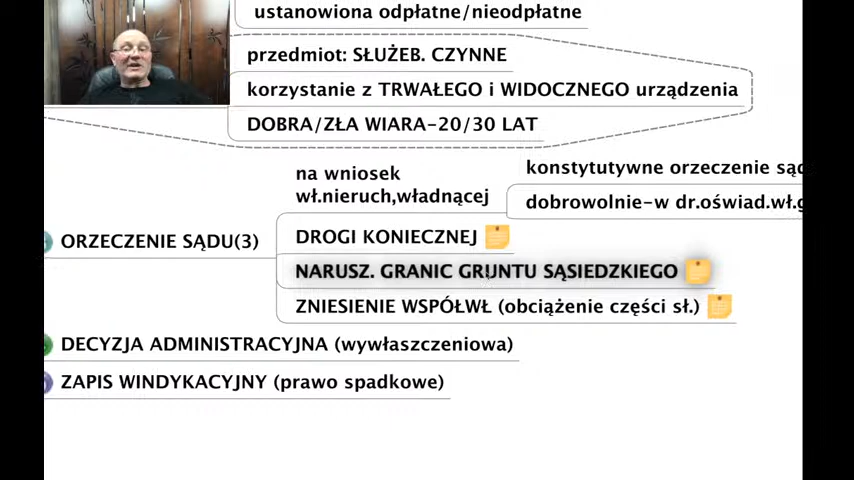 ustanowiona odpłatne/nieodpłatne
przedmiot: SŁUŻEB. CZYNNE
korzystanie z TRWAŁEGO i WIDOCZNEGO urządzenia
DOBRA/ZŁA WIARA-20/30 LAT
na wniosek
wł.nieruch,władnącej
konstytutywne orzeczenie są
dobrowolnie-w dr.oświad.wł.g
ORZECZENIE SĄDU(3)
DROGI KONIECZNEJ
NARUSZ. GRANIC GRUNTU SĄSIEDZKIEGO
ZNIESIENIE WSPÓŁWŁ (obciążenie części sł.)
DECYZJA ADMINISTRACYJNA (wywłaszczeniowa)
ZAPIS WINDYKACYJNY (prawo spadkowe)